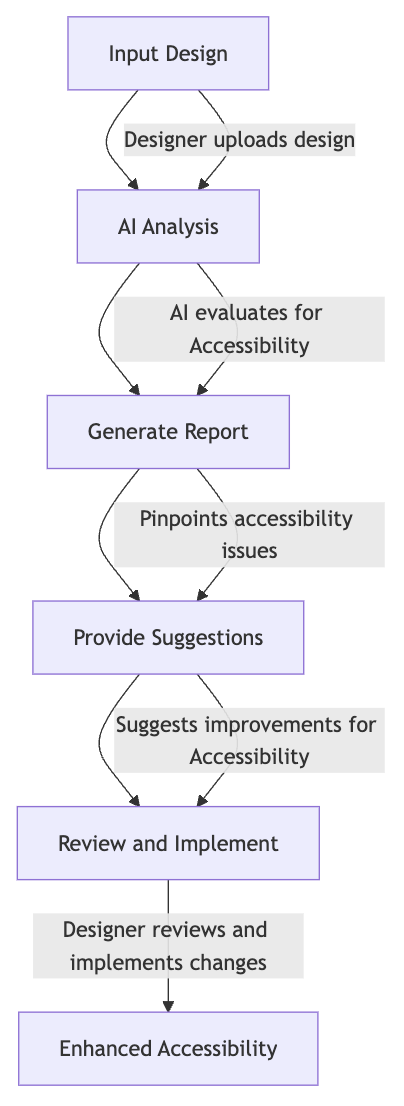 Input Design
Designer uploads design
AI Analysis
AI evaluates for
Accessibility
Generate Report
Pinpoints accessibility
issues
Provide Suggestions
Suggests improvements for
Accessibility
Review and Implement
Designer reviews and
implements changes
Enhanced Accessibility